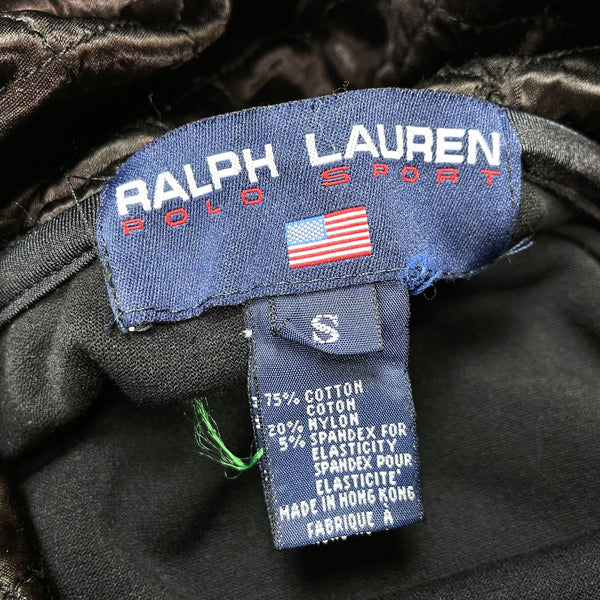 RALPH LAUREN
POLO SPORT
S
75% COTTON
COTON
20% NYLON
5% SPANDEX FOR
ELASTICITY
SPANDEX POUR
ELASTICITE'
MADE IN HONG KONG
FABRIQUE À